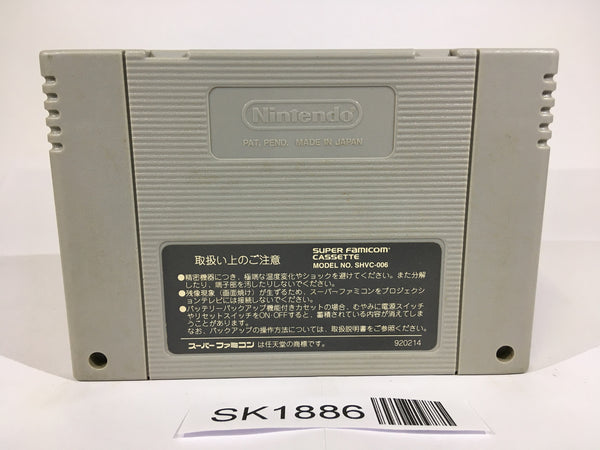 Nintendo
PAT. PEND. MADE IN JAPAN
取扱い上のご注意
SUPER FAMICOM
CASSETTE
MODEL NO. SHVC-006
●精密機器につき、極端な温度変化やショックを避けてください。また分解
したり、端子部を汚したりしないでください。
●残像現象(画面焼け)が生ずるため、スーパーファミコンをプロジェクシ
ョンテレビには接続しないでください。
●バッテリーバックアップ機能付きカセットの場合、むやみに電源スイッチ
やリセットスイッチをON・OFFすると、蓄積されている内容が消えてしま
うことがあります。
なお、バックアップの操作方法については、取扱説明書をご参照ください。
スーパーファミコン は任天堂の商標です。
920214
SK1886